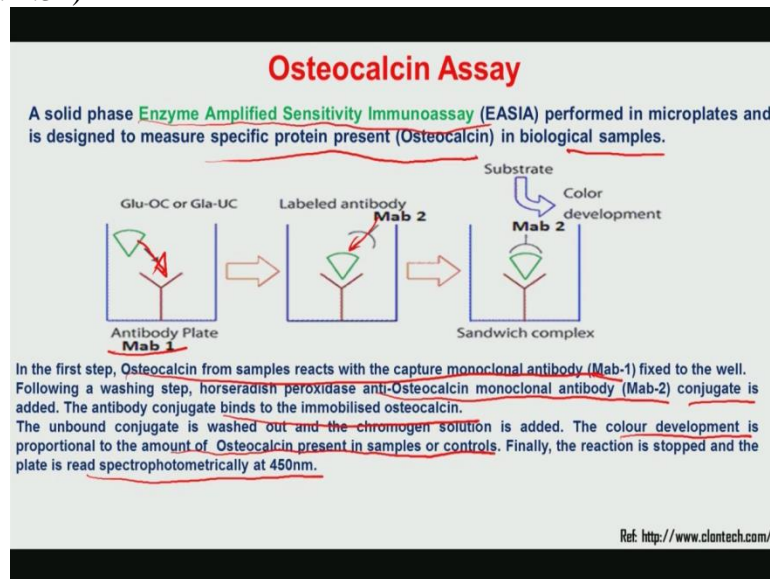 Osteocalcin Assay
A solid phase Enzyme Amplified Sensitivity Immunoassay (EASIA) performed in microplates and
is designed to measure specific protein present (Osteocalcin) in biological samples.
Substrate
Glu-OC or Gla-UC
Labeled antibody
Mab 2
Color
development
Mab 2
Antibody Plate
Mab 1
Sandwich complex
In the first step, Osteocalcin from samples reacts with the capture monoclonal antibody (Mab-1) fixed to the well.
Following a washing step, horseradish peroxidase anti-Osteocalcin monoclonal antibody (Mab-2) conjugate is
added. The antibody conjugate binds to the immobilised osteocalcin.
The unbound conjugate is washed out and the chromogen solution is added. The colour development is
proportional to the amount of Osteocalcin present in samples or controls. Finally, the reaction is stopped and the
plate is read spectrophotometrically at 450nm.
Ref: http://www.clontech.com/